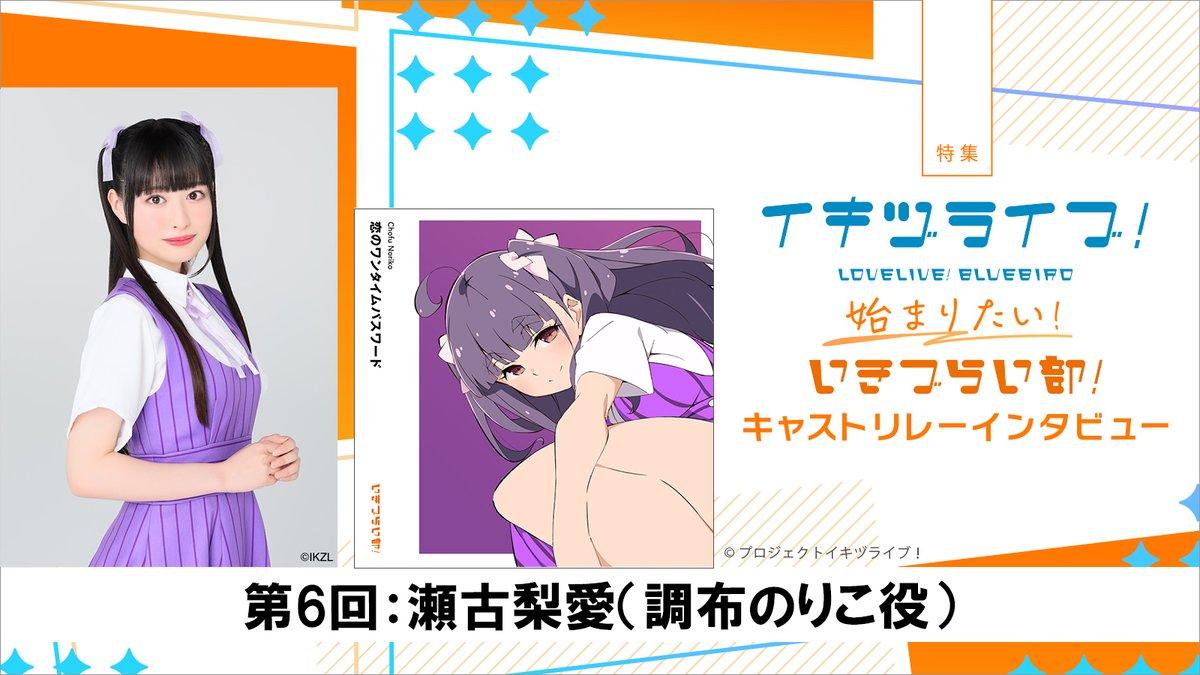 特集
イキヅライブ!
LOVELIVE! BLUEBIRD
始まりたい!
いきづらい部!
キャストリレーインタビュー
Chofu Noriko
恋のワンタイムパスワード
いきづらい部!
©IKZL
© プロジェクトイキヅライブ!
第6回:瀬古梨愛(調布のりこ役)